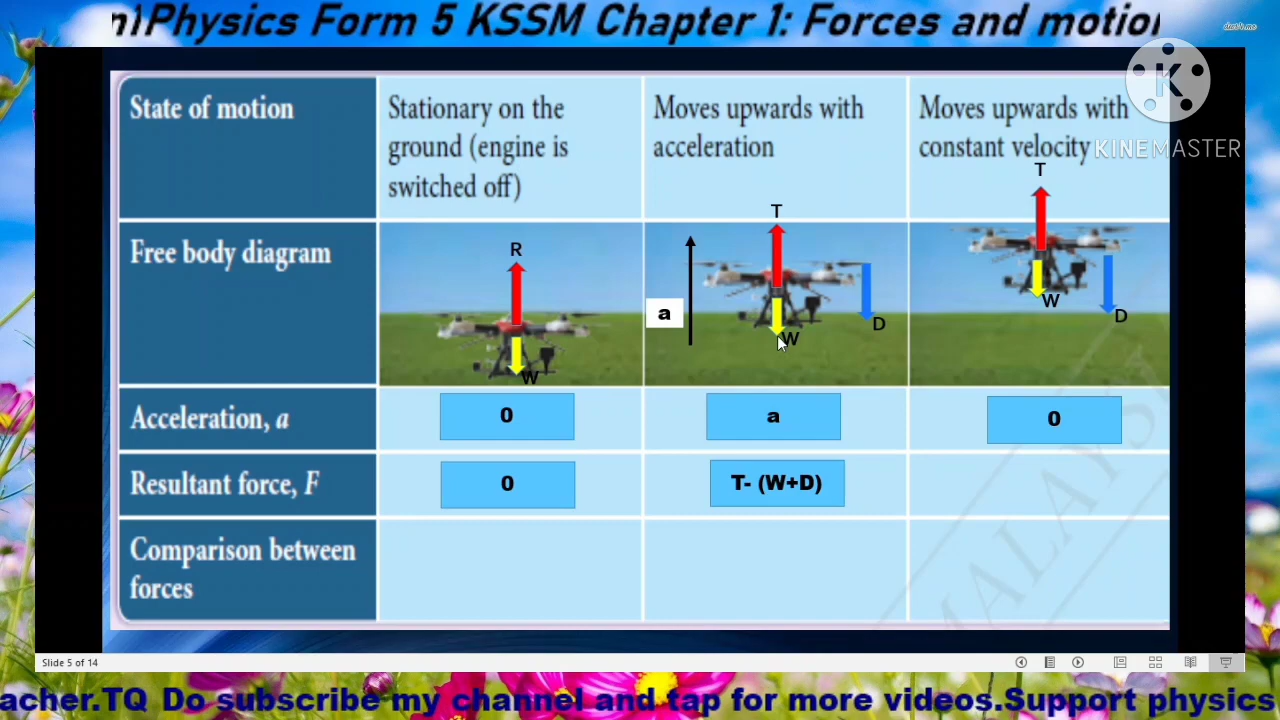 Physics Form 5 KSSM Chapter 1: Forces and motion
K
KINEMASTER
State of motion
Stationary on the ground (engine is switched off)
Moves upwards with acceleration
Moves upwards with constant velocity
Free body diagram
R
W
a
T
W
D
T
W
D
Acceleration, a
0
a
0
Resultant force, F
0
T- (W+D)
Comparison between forces
MALAYS
Slide 5 of 14
acher.TQ Do subscribe my channel and tap for more videos.Support physics